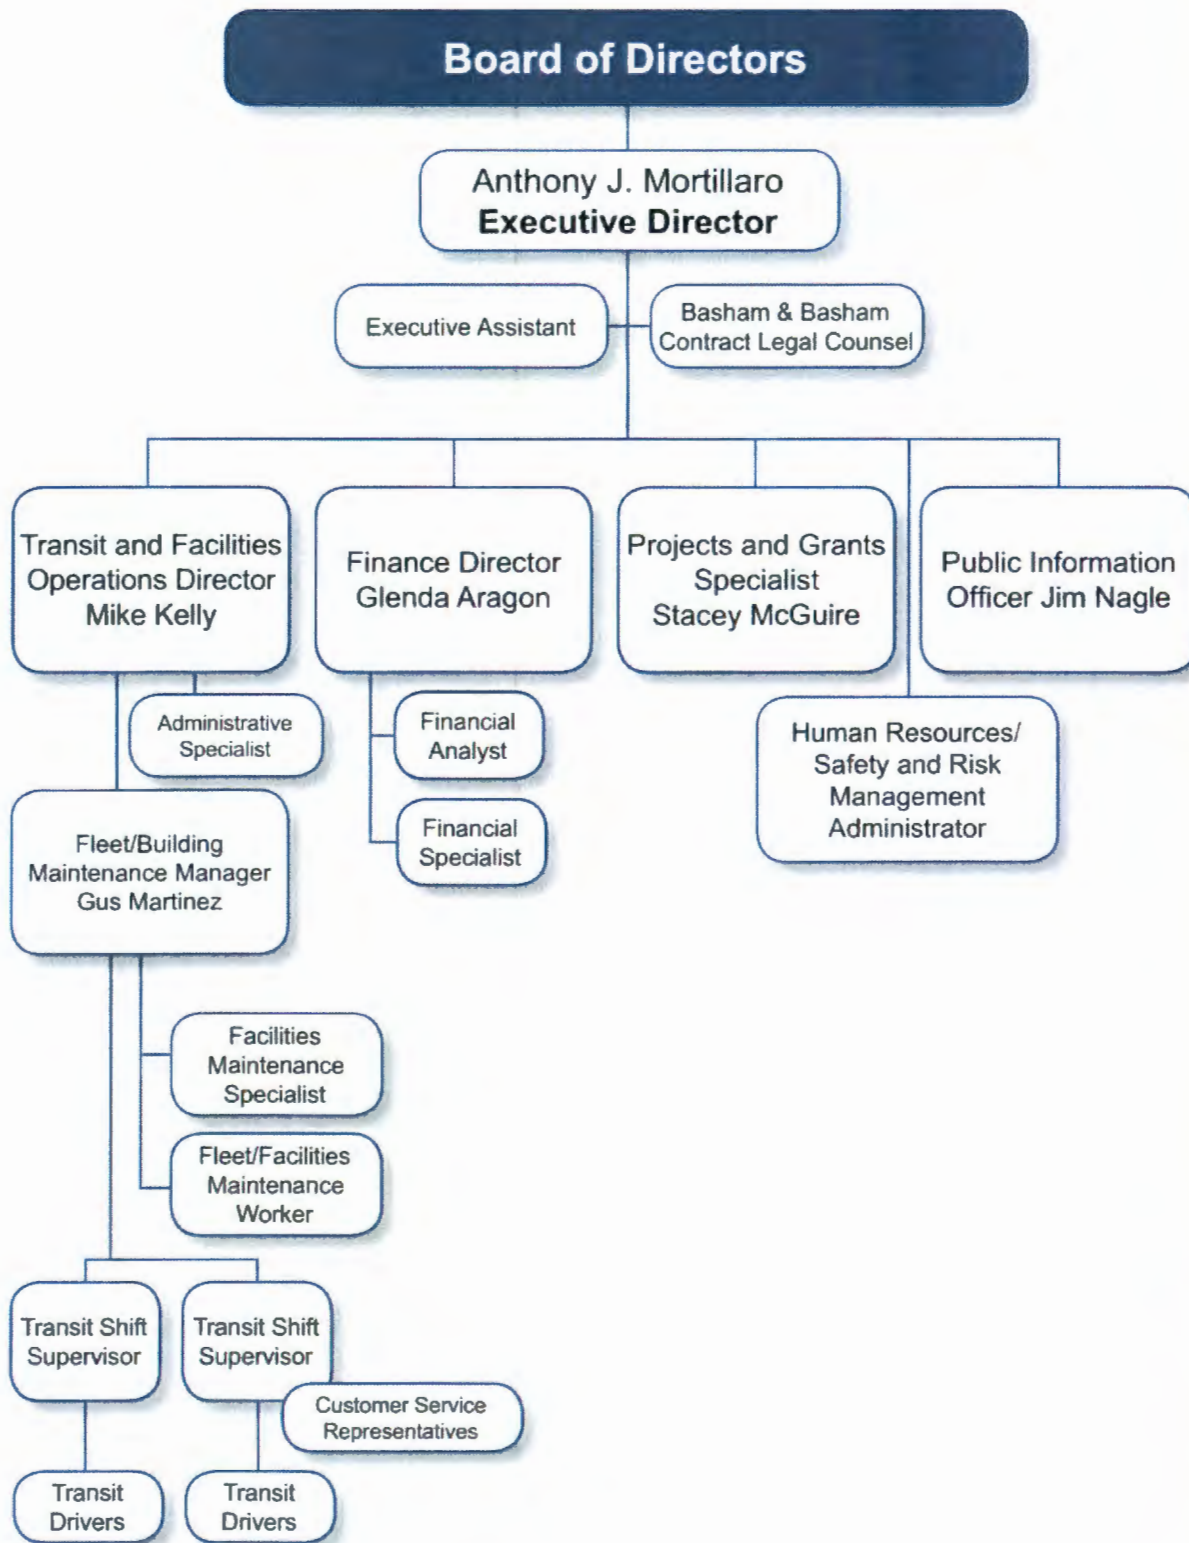 Board of Directors
Anthony J. Mortillaro
Executive Director
Executive Assistant
Basham & Basham
Contract Legal Counsel
Transit and Facilities
Operations Director
Mike Kelly
Finance Director
Glenda Aragon
Projects and Grants
Specialist
Stacey McGuire
Public Information
Officer Jim Nagle
Administrative
Specialist
Financial
Analyst
Human Resources/
Safety and Risk
Management
Administrator
Fleet/Building
Maintenance Manager
Gus Martinez
Financial
Specialist
Facilities
Maintenance
Specialist
Fleet/Facilities
Maintenance
Worker
Transit Shift
Supervisor
Transit Shift
Supervisor
Customer Service
Representatives
Transit
Drivers
Transit
Drivers